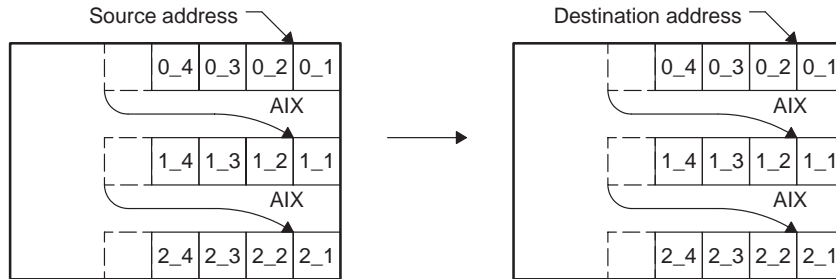 Source address
Destination address
0_4 0_3 0_2 0_1
0_4 0_3 0_2 0_1
AIX
AIX
1_4 1_3 1_2 1_1
1_4 1_3 1_2 1_1
AIX
AIX
2_4 2_3 2_2 2_1
2_4 2_3 2_2 2_1